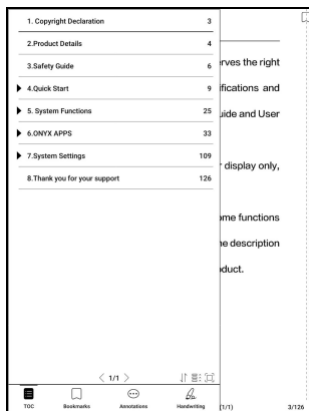 1. Copyright Declaration 3
2.Product Details 4
3.Safety Guide 6
4.Quick Start 9
5. System Functions 25
6.ONYX APPS 33
7.System Settings 109
8.Thank you for your support 126
rves the right
ifications and
uide and User
display only,
me functions
e description
duct.
1/1
TOC Bookmarks Annotations Handwriting (1/1) 3/126